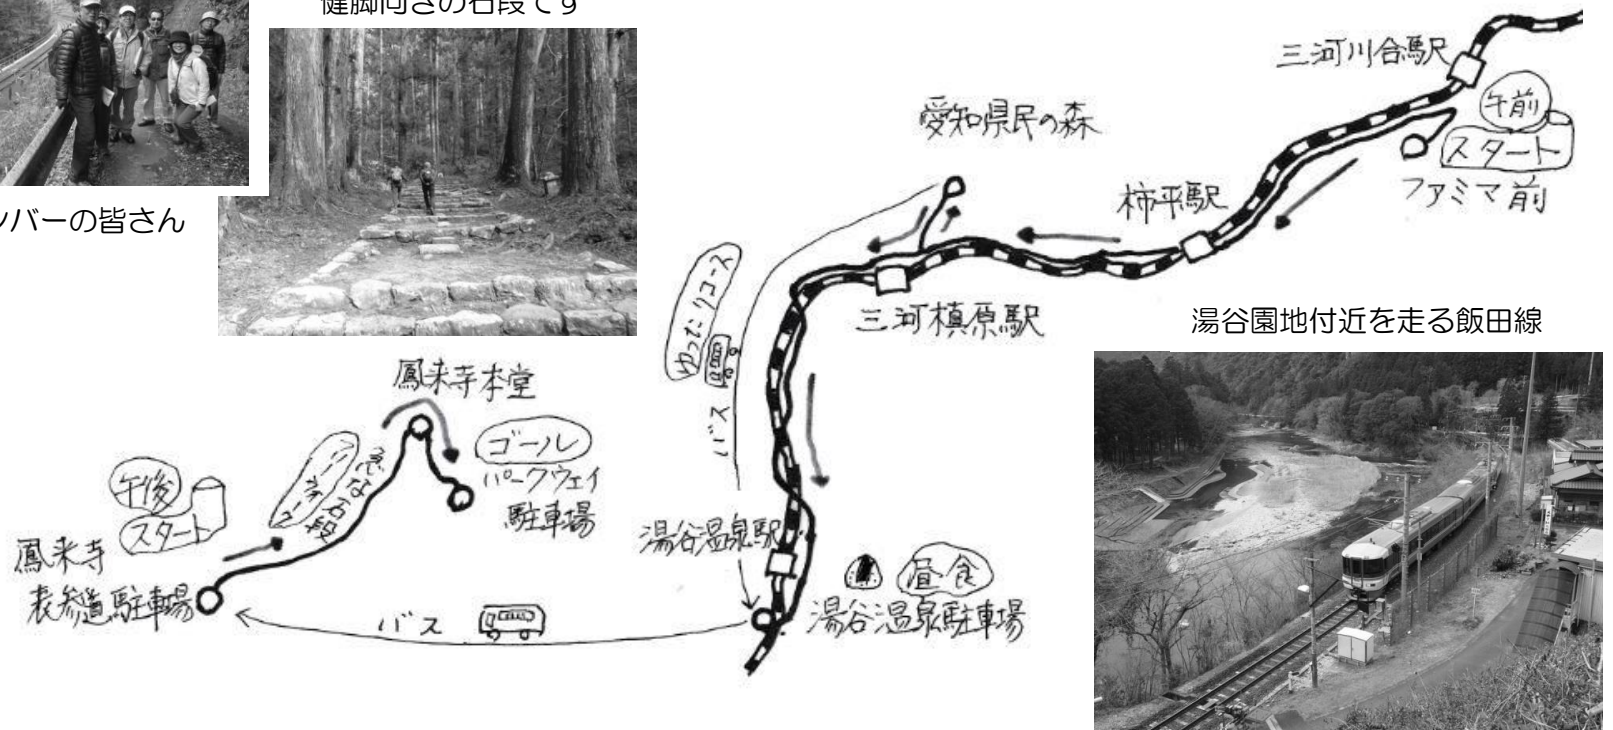 健脚向きの石段です
ンバーの皆さん
三河川合駅
午前
スタート
ファミマ前
愛知県民の森
柿平駅
三河槙原駅
ゆったりコース
バス
湯谷園地付近を走る飯田線
鳳来寺本堂
ゴール
パークウェイ
駐車場
急な石段
午後
スタート
鳳来寺
表参道駐車場
バス
湯谷温泉駅
昼食
湯谷温泉駐車場